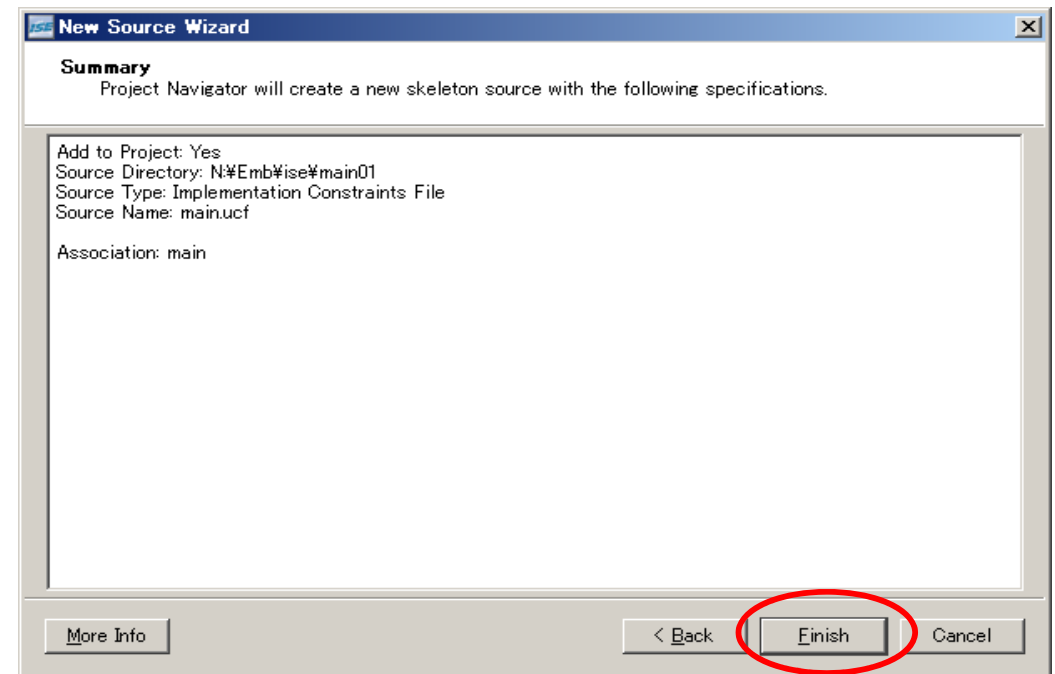 ISE New Source Wizard
Summary
Project Navigator will create a new skeleton source with the following specifications.
Add to Project: Yes
Source Directory: N:¥Emb¥ise¥main01
Source Type: Implementation Constraints File
Source Name: main.ucf
Association: main
More Info
< Back
Finish
Cancel